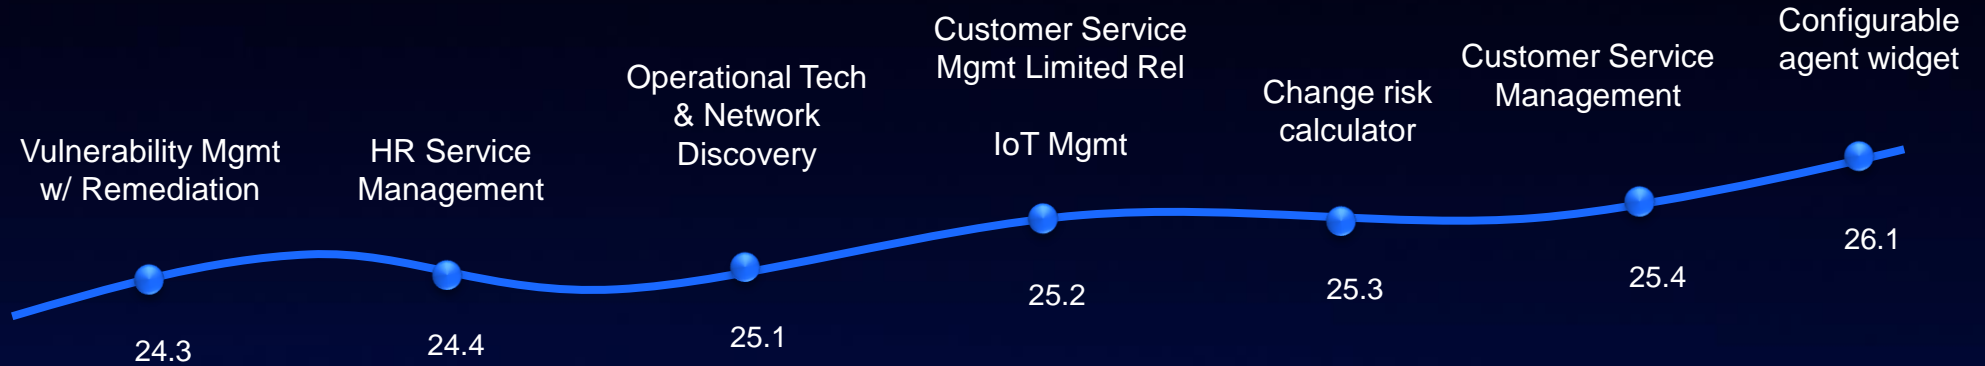 Vulnerability Mgmt
w/ Remediation
24.3
HR Service
Management
24.4
Operational Tech
& Network
Discovery
25.1
Customer Service
Mgmt Limited Rel
IoT Mgmt
25.2
Change risk
calculator
25.3
Customer Service
Management
25.4
Configurable
agent widget
26.1